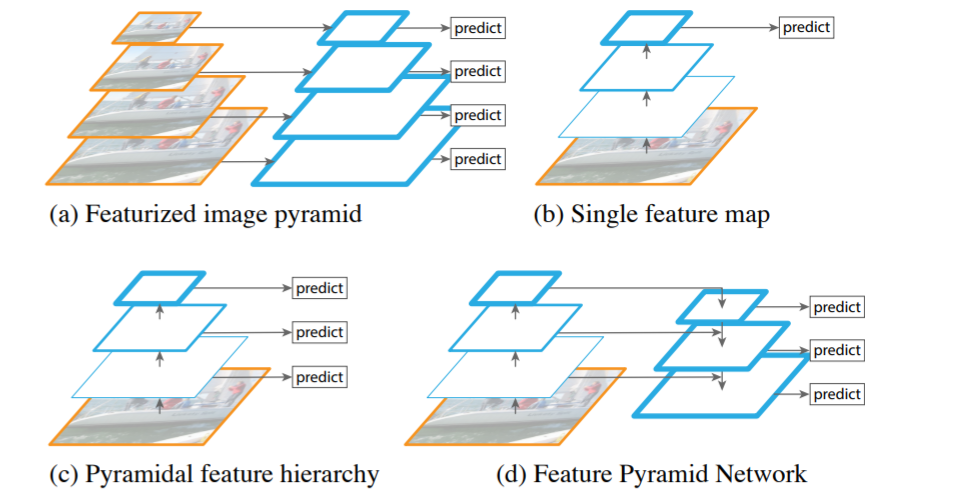 predict
predict
predict
predict
(a) Featurized image pyramid
predict
(b) Single feature map
predict
predict
predict
(c) Pyramidal feature hierarchy
predict
predict
predict
(d) Feature Pyramid Network